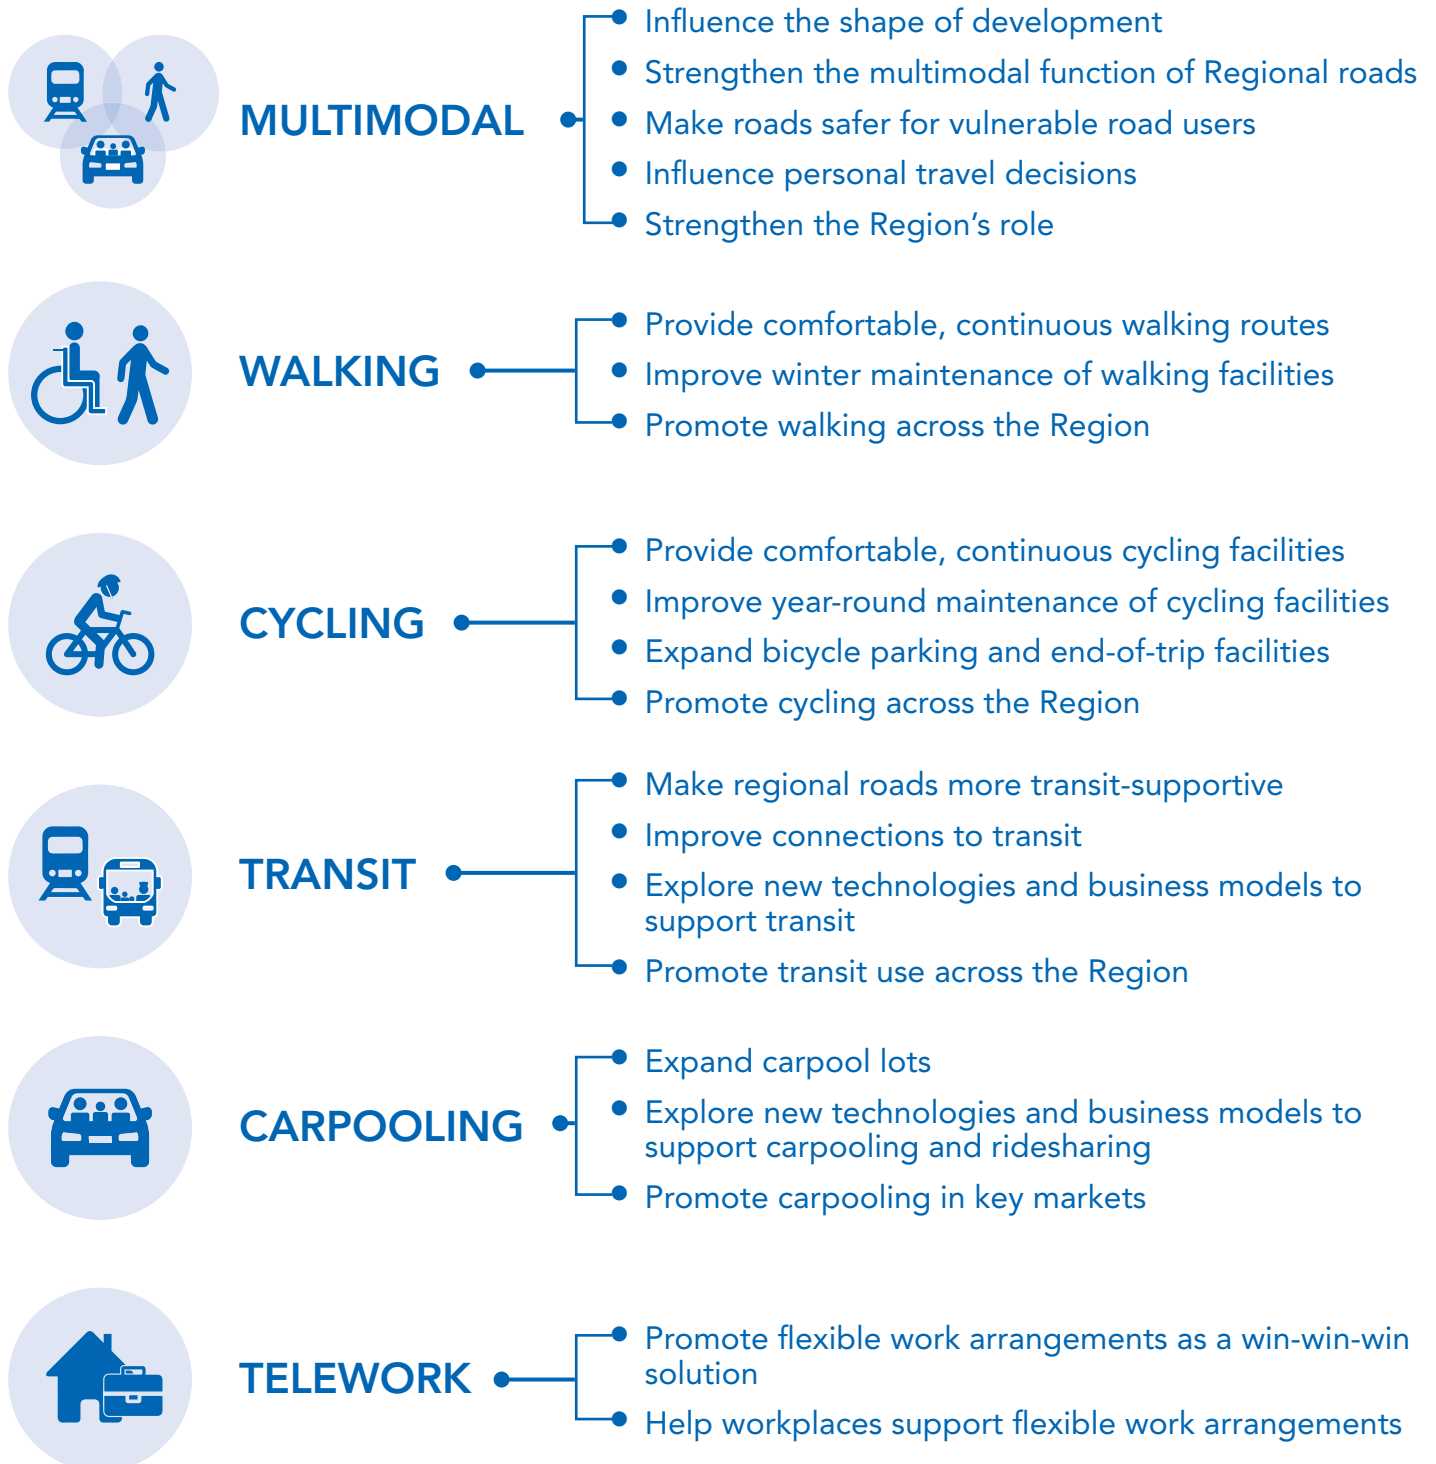 MULTIMODAL
Influence the shape of development
Strengthen the multimodal function of Regional roads
Make roads safer for vulnerable road users
Influence personal travel decisions
Strengthen the Region’s role
WALKING
Provide comfortable, continuous walking routes
Improve winter maintenance of walking facilities
Promote walking across the Region
CYCLING
Provide comfortable, continuous cycling facilities
Improve year-round maintenance of cycling facilities
Expand bicycle parking and end-of-trip facilities
Promote cycling across the Region
TRANSIT
Make regional roads more transit-supportive
Improve connections to transit
Explore new technologies and business models to
support transit
Promote transit use across the Region
CARPOOLING
Expand carpool lots
Explore new technologies and business models to
support carpooling and ridesharing
Promote carpooling in key markets
TELEWORK
Promote flexible work arrangements as a win-win-win
solution
Help workplaces support flexible work arrangements